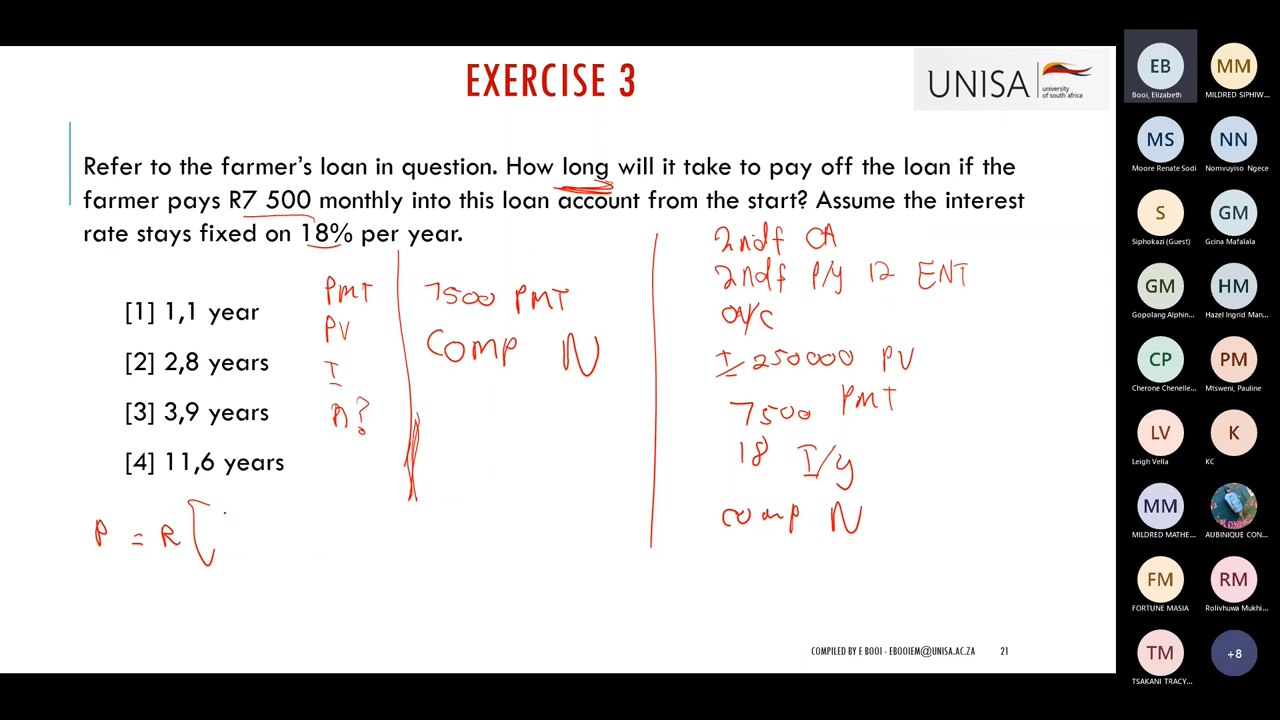 EXERCISE 3
UNISA
university
of south africa
Refer to the farmer's loan in question. How long will it take to pay off the loan if the
farmer pays R7 500 monthly into this loan account from the start? Assume the interest
rate stays fixed on 18% per year.
[1] 1,1 year
[2] 2,8 years
[3] 3,9 years
[4] 11,6 years
PMT
PV
I
n?
7500 PMT
COMP N
2ndf CA
2ndf P/Y 12 ENT
ON/C
± 250000 PV
7500 PMT
18 I/y
comp N
P = R [
COMPILED BY E BOOI - EBOOIEM@UNISA.AC.ZA
21
EB
Booi, Elizabeth
MM
MILDRED SIPHIW...
MS
Moore Renate Sodi
NN
Nomvuyiso Ngece
S
Siphokazi (Guest)
GM
Gcina Mafalala
GM
Gopolang Alphin...
HM
Hazel Ingrid Man...
CP
Cherone Chenelle...
PM
Mtsweni, Pauline
LV
Leigh Vella
K
KC
MM
MILDRED MATHE...
AUBINIQUE CON...
FM
FORTUNE MASIA
RM
Rolivhuwa Mukhi...
TM
TSAKANI TRACY...
+8